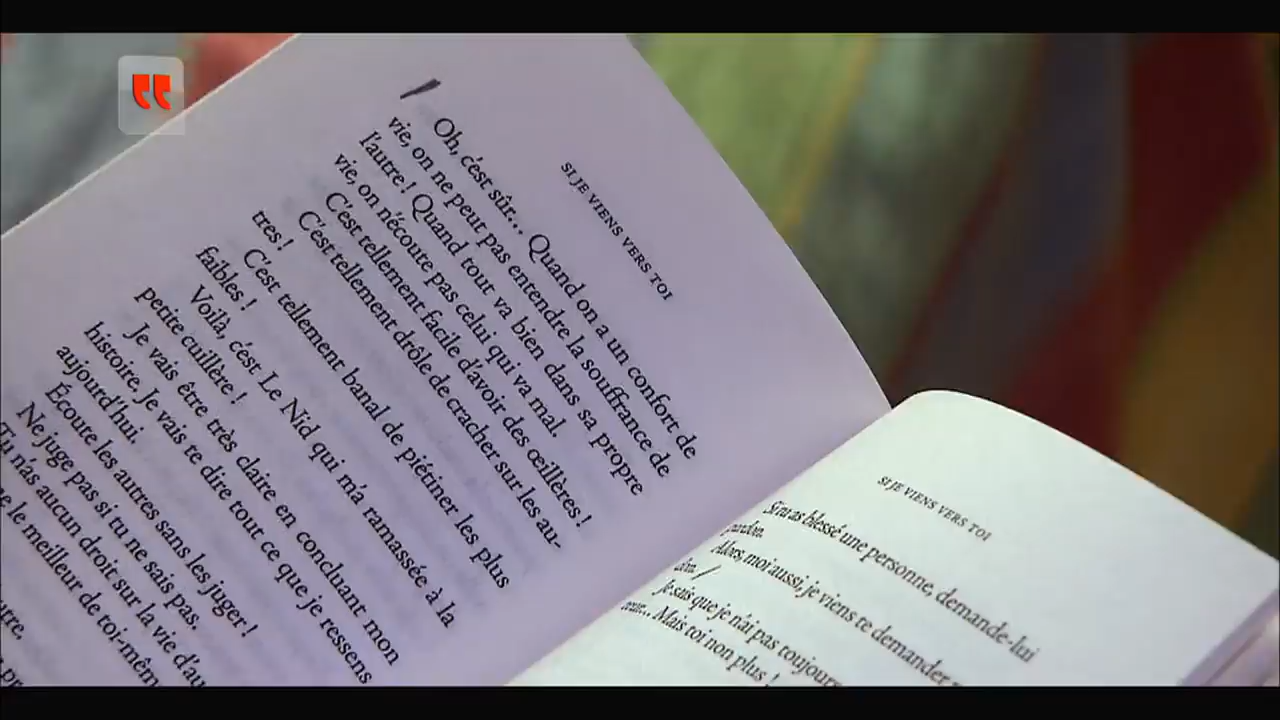 SI JE VIENS VERS TOI
Oh, c'est sûr... Quand on a un confort de
vie, on ne peut pas entendre la souffrance de
l'autre ! Quand tout va bien dans sa propre
vie, on n'écoute pas celui qui va mal.
C'est tellement facile d'avoir des œillères !
C'est tellement drôle de cracher sur les au-
tres !
C'est tellement banal de piétiner les plus
faibles !
Voilà, c'est Le Nid qui m'a ramassée à la
petite cuillère !
Je vais être très claire en concluant mon
histoire. Je vais te dire tout ce que je ressens
aujourd'hui.
Écoute les autres sans les juger !
Ne juge pas si tu ne sais pas.
Tu n'as aucun droit sur la vie d'au
le meilleur de toi-mêm
SI JE VIENS VERS TOI
Si tu as blessé une personne, demande-lui
pardon.
Alors, moi aussi, je viens te demander
Je sais que je n'ai pas toujours
Mais toi non plus !